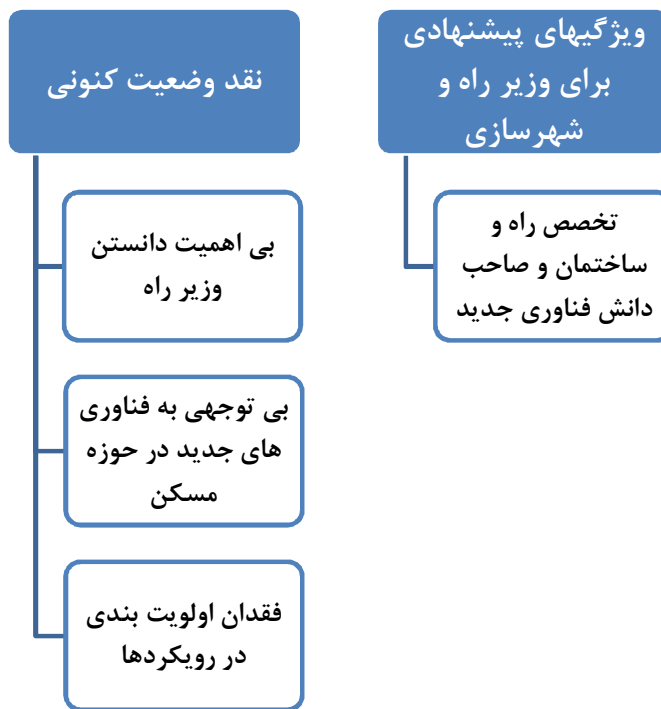 ویژگیهای پیشنهادی
برای وزیر راه و
شهرسازی
تخصص راه و
ساختمان و صاحب
دانش فناوری جدید
نقد وضعیت کنونی
بی اهمیت دانستن
وزیر راه
بی توجهی به فناوری
های جدید در حوزه
مسکن
فقدان اولویت بندی
در رویکردها